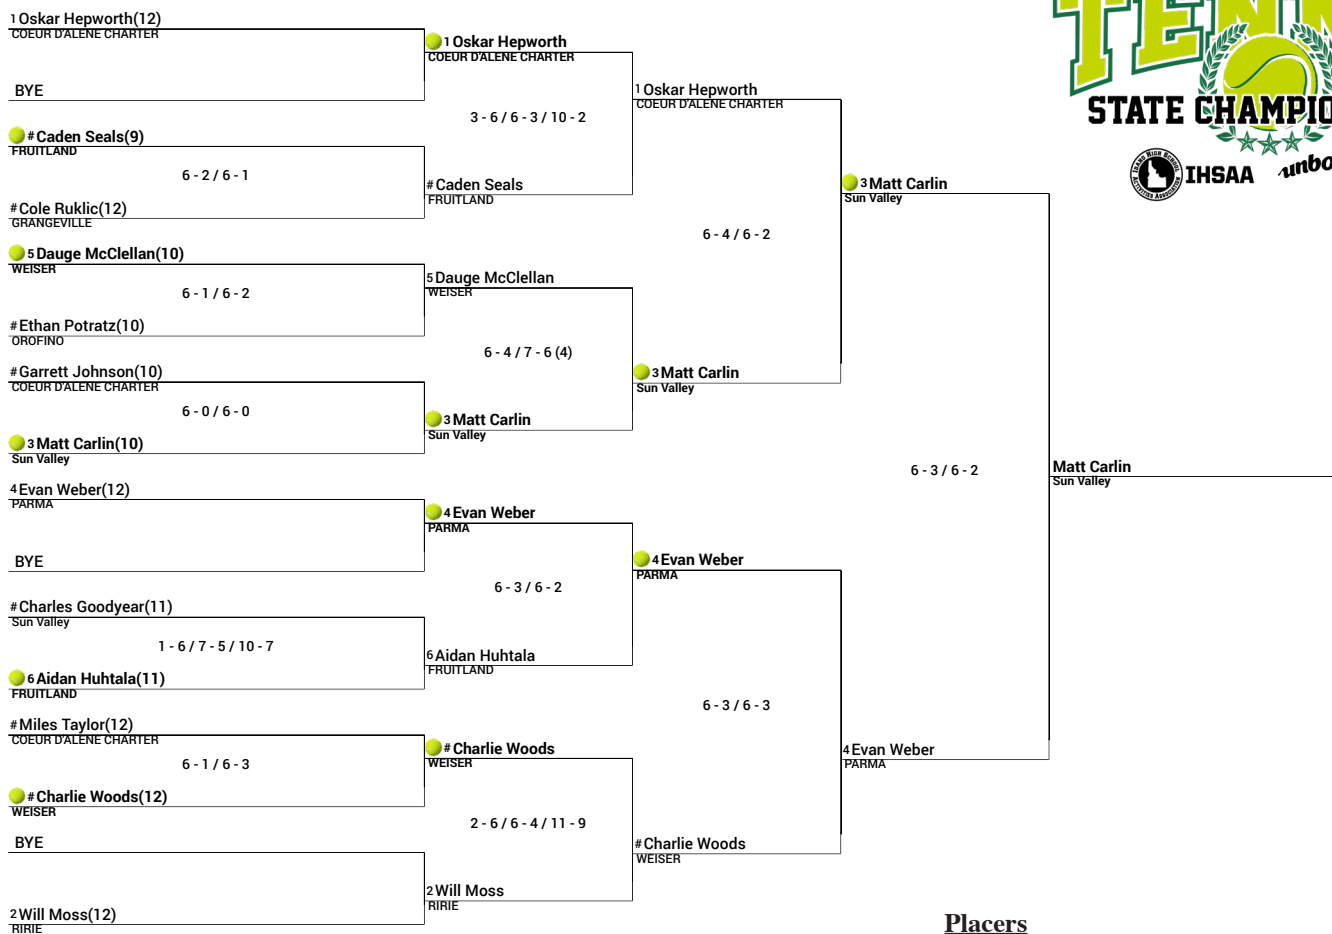 1 Oskar Hepworth(12)
COEUR D'ALENE CHARTER
BYE
# Caden Seals(9)
FRUITLAND
6 - 2 / 6 - 1
# Cole Ruklic(12)
GRANGEVILLE
5 Dauge McClellan(10)
WEISER
6 - 1 / 6 - 2
# Ethan Potratz(10)
OROFINO
# Garrett Johnson(10)
COEUR D'ALENE CHARTER
6 - 0 / 6 - 0
3 Matt Carlin(10)
Sun Valley
4 Evan Weber(12)
PARMA
BYE
# Charles Goodyear(11)
Sun Valley
1 - 6 / 7 - 5 / 10 - 7
6 Aidan Huhtala(11)
FRUITLAND
# Miles Taylor(12)
COEUR D'ALENE CHARTER
6 - 1 / 6 - 3
# Charlie Woods(12)
WEISER
BYE
2 Will Moss(12)
RIRIE
1 Oskar Hepworth
COEUR D'ALENE CHARTER
3 - 6 / 6 - 3 / 10 - 2
# Caden Seals
FRUITLAND
5 Dauge McClellan
WEISER
6 - 4 / 7 - 6 (4)
3 Matt Carlin
Sun Valley
4 Evan Weber
PARMA
6 - 3 / 6 - 2
6 Aidan Huhtala
FRUITLAND
# Charlie Woods
WEISER
2 - 6 / 6 - 4 / 11 - 9
2 Will Moss
RIRIE
1 Oskar Hepworth
COEUR D'ALENE CHARTER
6 - 4 / 6 - 2
3 Matt Carlin
Sun Valley
4 Evan Weber
PARMA
6 - 3 / 6 - 3
# Charlie Woods
WEISER
3 Matt Carlin
Sun Valley
6 - 3 / 6 - 2
4 Evan Weber
PARMA
Matt Carlin
Sun Valley
TENN
STATE CHAMPIO
IDAHO HIGH SCHOOL
ACTIVITIES ASSOCIATION
IHSAA
unbo
Placers